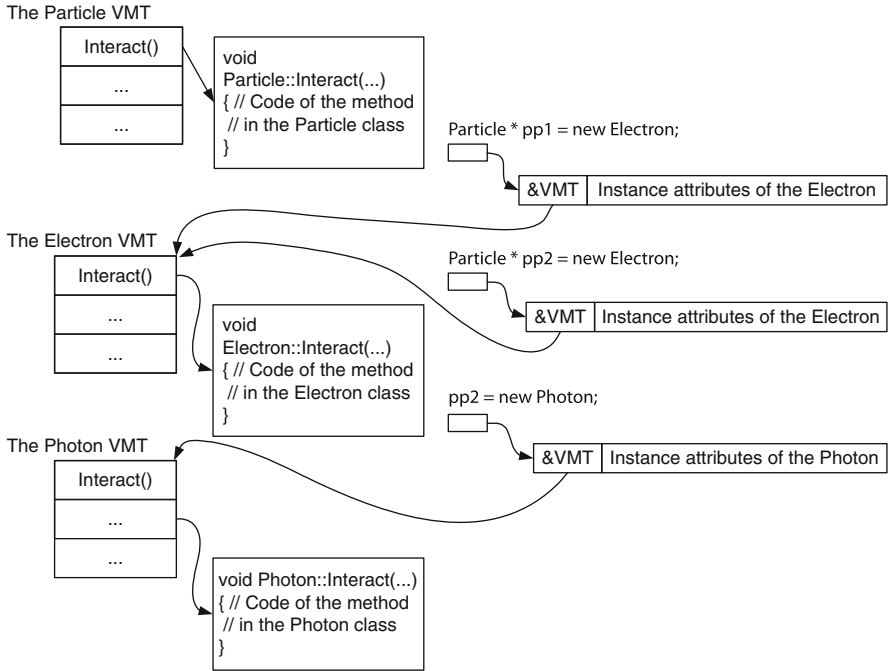 The Particle VMT
Interact()
...
...
void
Particle::Interact(...)
{ // Code of the method
// in the Particle class
}
Particle * pp1 = new Electron;
&VMT
Instance attributes of the Electron
The Electron VMT
Interact()
...
...
void
Electron::Interact(...)
{ // Code of the method
// in the Electron class
}
Particle * pp2 = new Electron;
&VMT
Instance attributes of the Electron
pp2 = new Photon;
&VMT
Instance attributes of the Photon
The Photon VMT
Interact()
...
...
void Photon::Interact(...)
{ // Code of the method
// in the Photon class
}